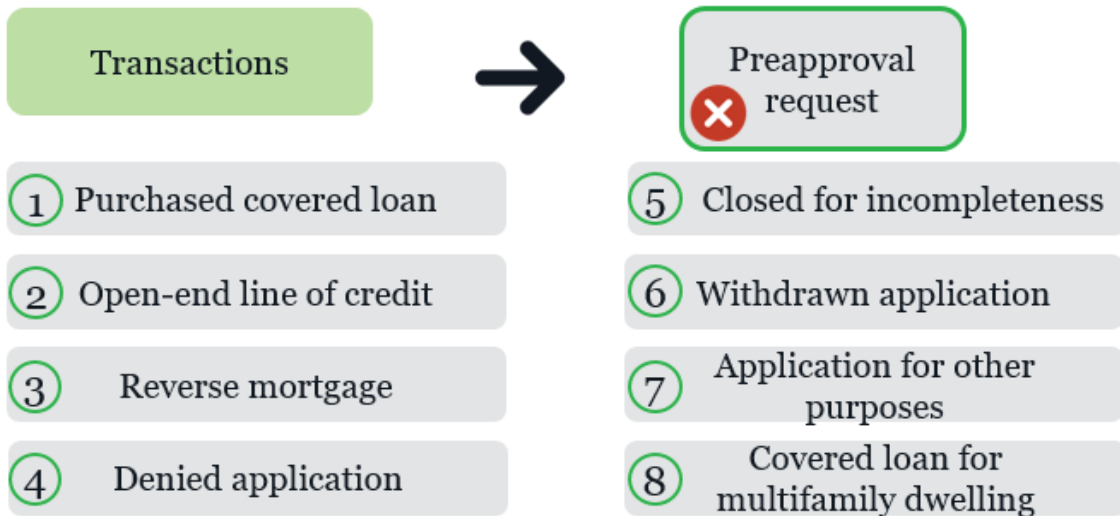 Transactions
Preapproval
request
1 Purchased covered loan
2 Open-end line of credit
3 Reverse mortgage
4 Denied application
5 Closed for incompleteness
6 Withdrawn application
7 Application for other
purposes
8 Covered loan for
multifamily dwelling